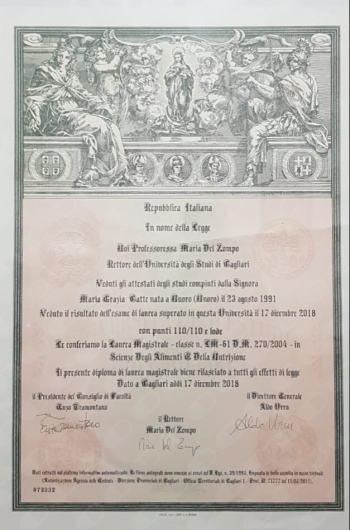 Repubblica Italiana
In nome della Legge
Noi Professoressa Maria Del Zompo
Rettore dell'Università degli Studi di Cagliari
Veduti gli attestati degli studi compiuti dalla Signora
Maria Grazia nata a Nuoro (Nuoro) il 23 agosto 1991
Veduto il risultato dell'esame di laurea superato in questa Università il 17 dicembre 2018
con punti 110/110 e lode
Le conferiamo la Laurea Magistrale - classe n. LM-61 D.M. 270/2004 - in
Scienze Degli Alimenti E Della Nutrizione
Il presente diploma di laurea magistrale viene rilasciato a tutti gli effetti di legge
Dato a Cagliari addì 17 dicembre 2018
il Presidente del Consiglio di Facoltà
il Direttore Generale
Enzo Tramontano
Aldo Urru
il Rettore
Maria Del Zompo